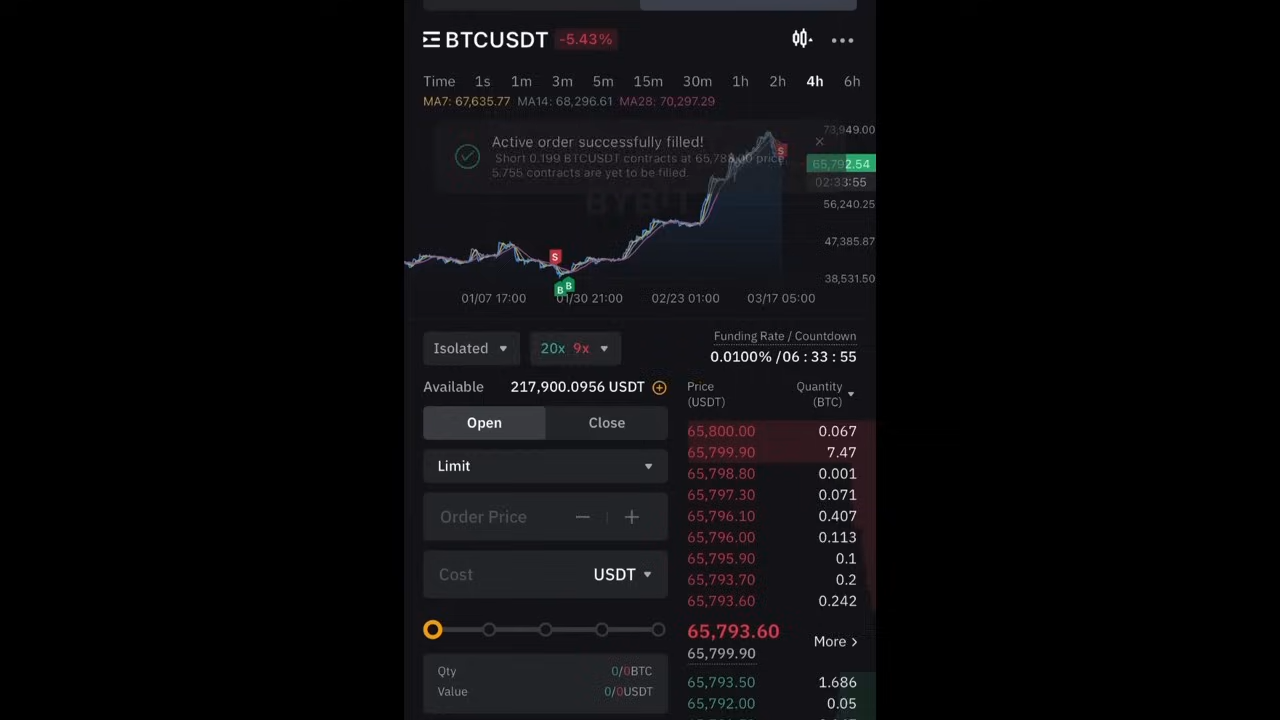 BTCUSDT -5.43%
Time 1s 1m 3m 5m 15m 30m 1h 2h 4h 6h
MA7: 67,635.77 MA14: 68,296.61 MA28: 70,297.29
73,949.00
Active order successfully filled!
Short 0.199 BTCUSDT contracts at 65,788.00 price.
5.755 contracts are yet to be filled.
S
65,792.54
02:33:55
BYBIT
56,240.25
47,385.87
S
38,531.50
B B
01/07 17:00 01/30 21:00 02/23 01:00 03/17 05:00
Isolated 20x 9x
Funding Rate / Countdown
0.0100% /06 : 33 : 55
Available 217,900.0956 USDT
Open Close
Limit
Order Price
Cost USDT
Qty 0/0BTC
Value 0/0USDT
Price Quantity
(USDT) (BTC)
65,800.00 0.067
65,799.90 7.47
65,798.80 0.001
65,797.30 0.071
65,796.10 0.407
65,796.00 0.113
65,795.90 0.1
65,793.70 0.2
65,793.60 0.242
65,793.60
65,799.90
More >
65,793.50 1.686
65,792.00 0.05